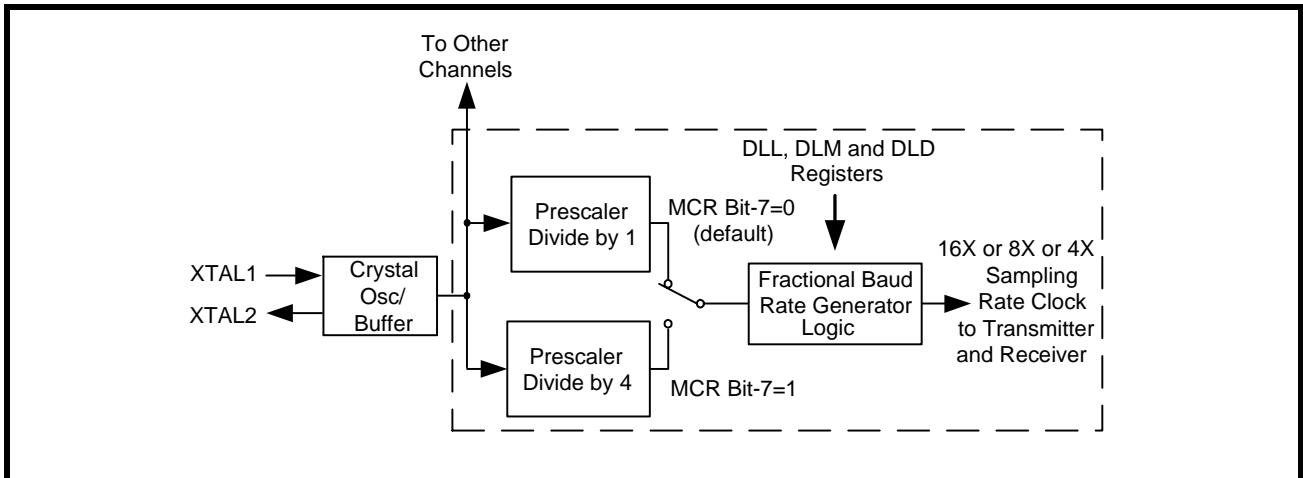 To Other
Channels
DLL, DLM and DLD
Registers
Prescaler
Divide by 1
MCR Bit-7=0
(default)
16X or 8X or 4X
Sampling
Rate Clock
to Transmitter
and Receiver
XTAL1
XTAL2
Crystal
Osc/
Buffer
Fractional Baud
Rate Generator
Logic
Prescaler
Divide by 4
MCR Bit-7=1